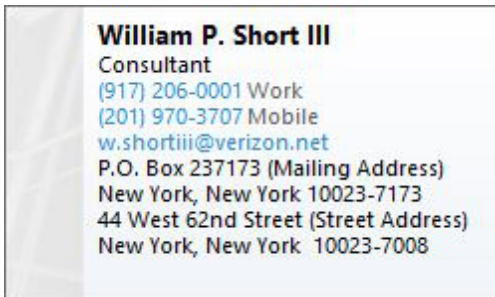 William P. Short III
Consultant
(917) 206-0001 Work
(201) 970-3707 Mobile
w.shortiii@verizon.net
P.O. Box 237173 (Mailing Address)
New York, New York 10023-7173
44 West 62nd Street (Street Address)
New York, New York  10023-7008